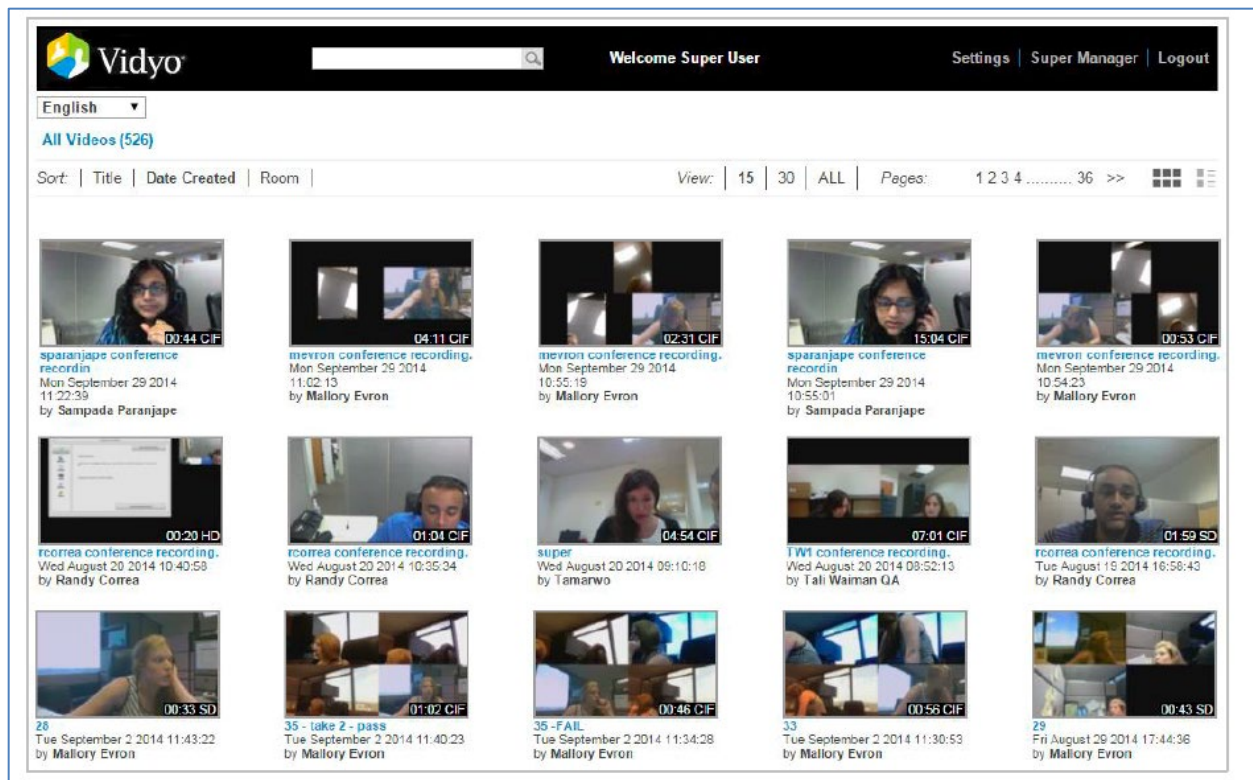 Vidyo
Welcome Super User
Settings | Super Manager | Logout
English
All Videos (526)
Sort: | Title | Date Created | Room |
View: | 15 | 30 | ALL | Pages: 1 2 3 4 .......... 36 >>
00:44 CIF
sparanjape conference
recordin
Mon September 29 2014
11:22:39
by Sampada Paranjape
04:11 CIF
mevron conference recording.
Mon September 29 2014
11:02:13
by Mallory Evron
02:31 CIF
mevron conference recording.
Mon September 29 2014
10:55:19
by Mallory Evron
15:04 CIF
sparanjape conference
recordin
Mon September 29 2014
10:55:01
by Sampada Paranjape
00:53 CIF
mevron conference recording.
Mon September 29 2014
10:54:23
by Mallory Evron
00:20 HD
rcorrea conference recording.
Wed August 20 2014 10:40:58
by Randy Correa
01:04 CIF
rcorrea conference recording.
Wed August 20 2014 10:35:34
by Randy Correa
04:54 CIF
super
Wed August 20 2014 09:10:18
by Tamarwo
07:01 CIF
TW1 conference recording.
Wed August 20 2014 08:52:13
by Tali Waiman QA
01:59 SD
rcorrea conference recording.
Tue August 19 2014 16:58:43
by Randy Correa
00:33 SD
28
Tue September 2 2014 11:43:22
by Mallory Evron
01:02 CIF
35 - take 2 - pass
Tue September 2 2014 11:40:23
by Mallory Evron
00:46 CIF
35 -FAIL
Tue September 2 2014 11:34:28
by Mallory Evron
00:56 CIF
33
Tue September 2 2014 11:30:53
by Mallory Evron
00:43 SD
29
Fri August 29 2014 17:44:36
by Mallory Evron